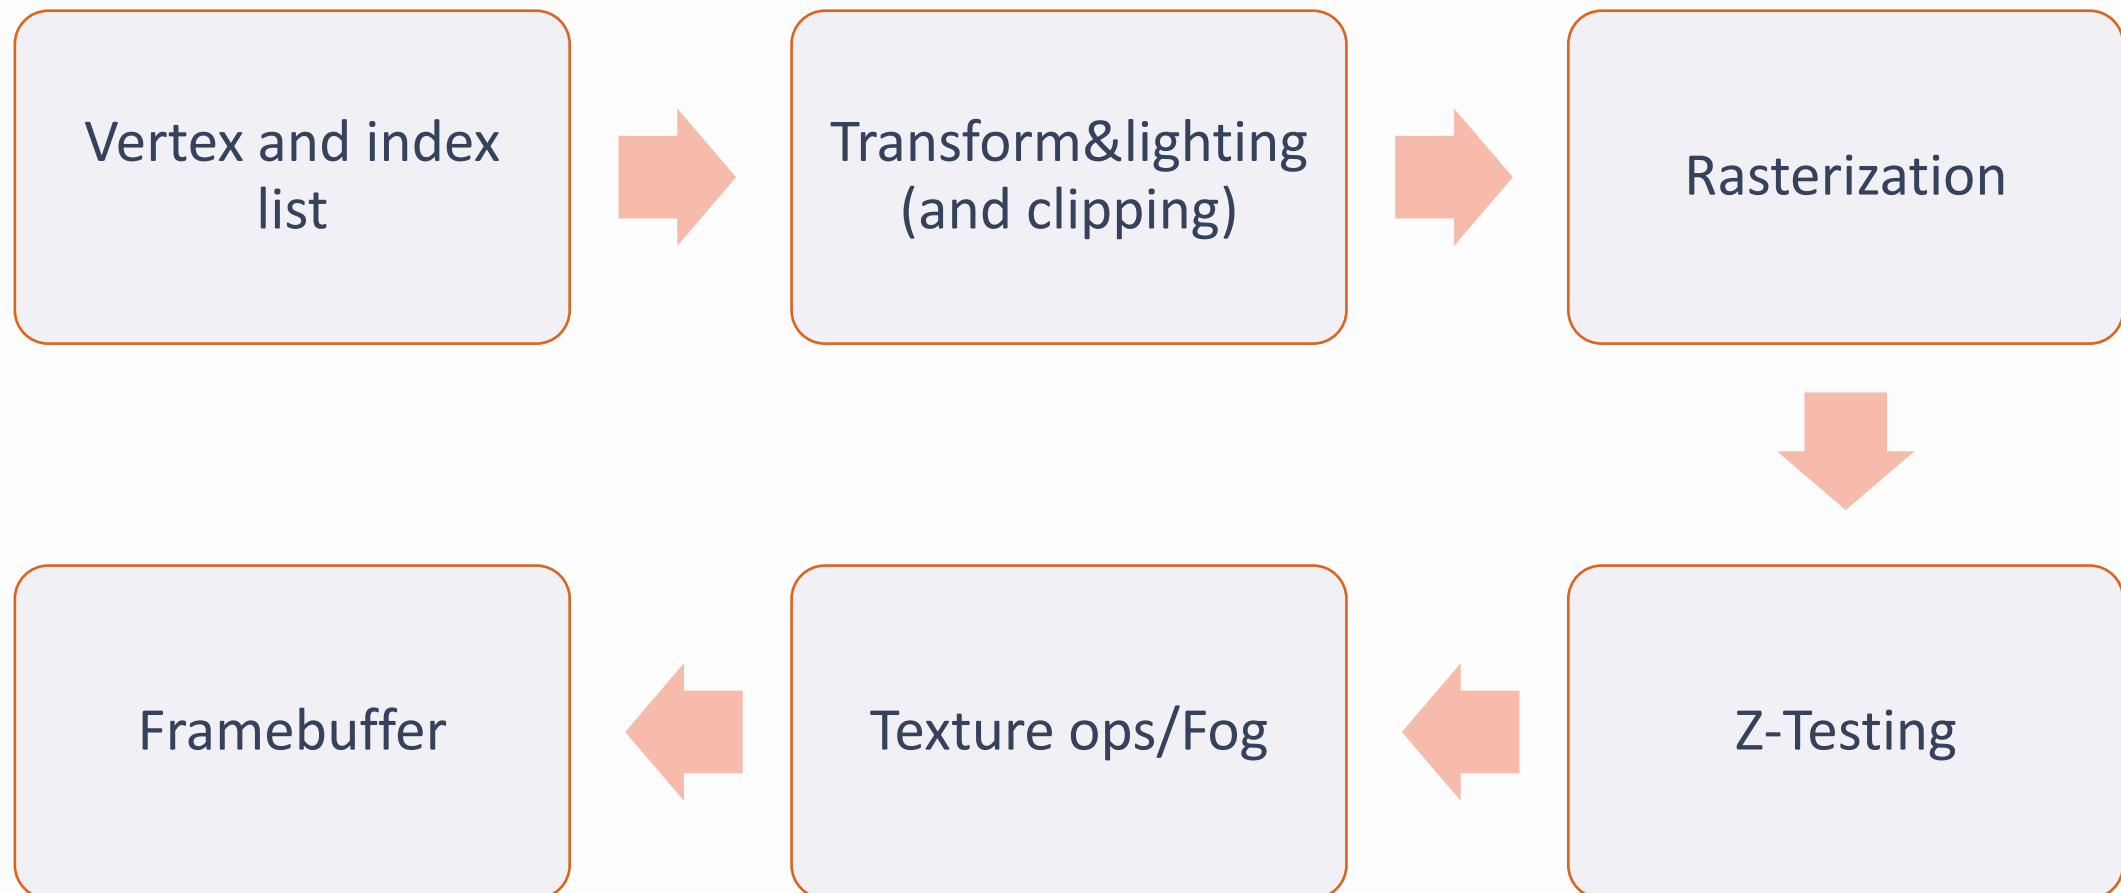 Vertex and index
list
Transform&lighting
(and clipping)
Rasterization
Z-Testing
Texture ops/Fog
Framebuffer